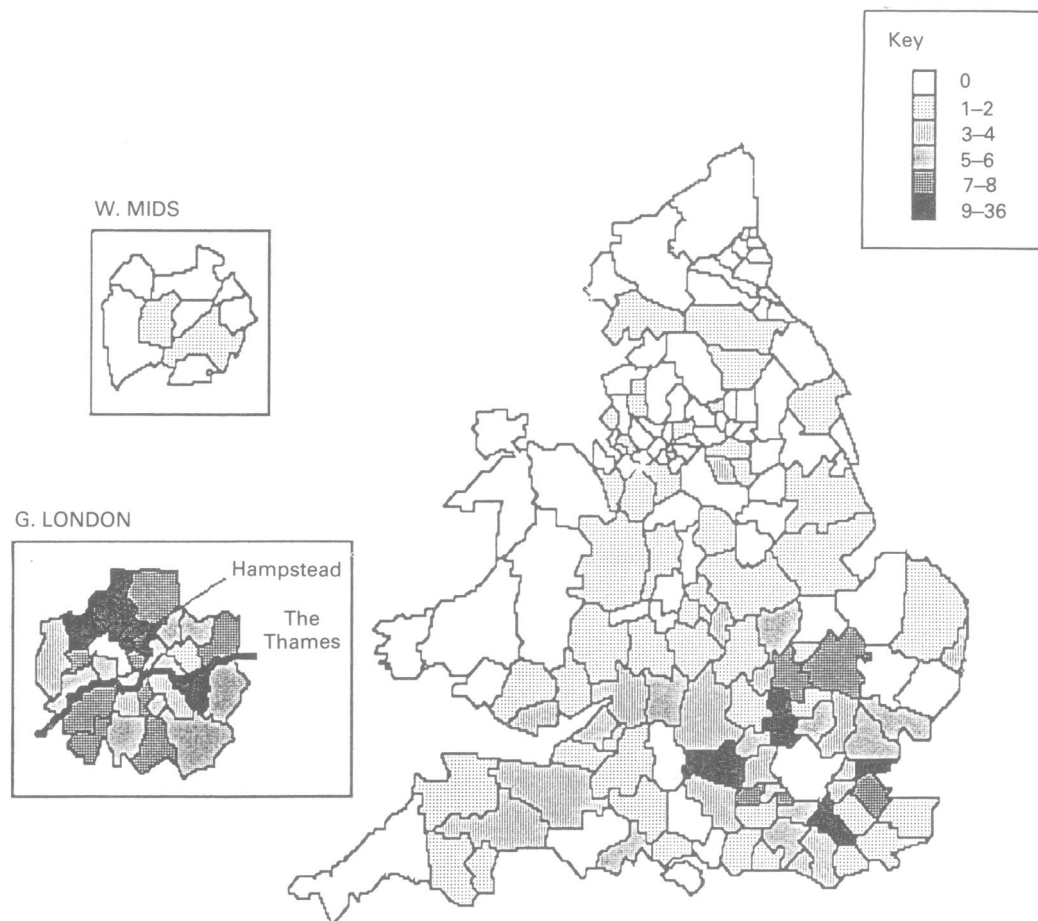 Key
0
1–2
3–4
5–6
7–8
9–36
W. MIDS
G. LONDON
Hampstead
The
Thames